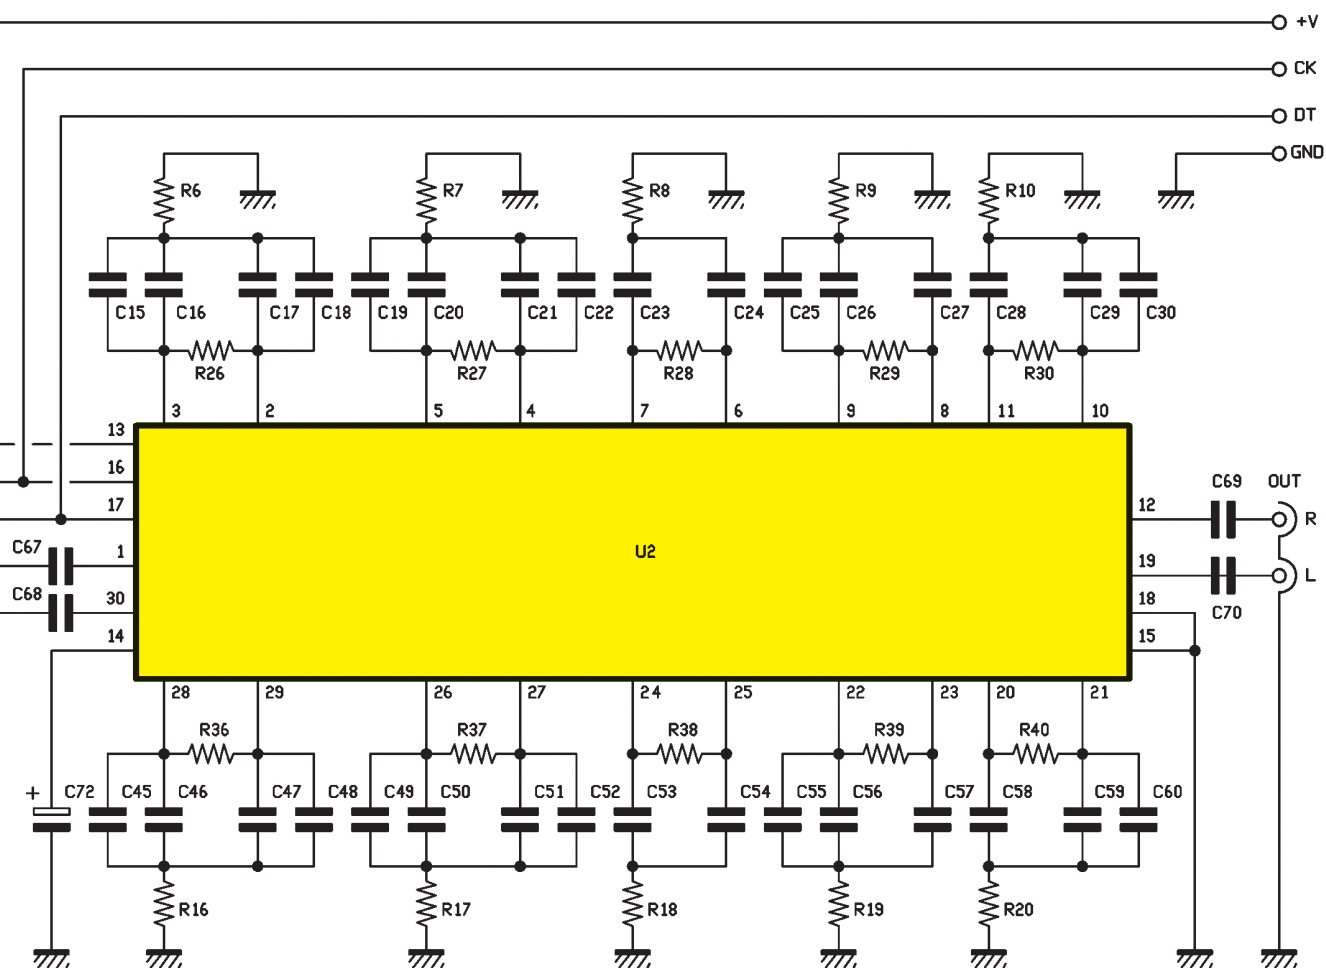 +V
CK
DT
GND
R6 R7 R8 R9 R10
C15 C16 C17 C18 C19 C20 C21 C22 C23 C24 C25 C26 C27 C28 C29 C30
R26 R27 R28 R29 R30
3 2 5 4 7 6 9 8 11 10
13
16
17
C67 1
C68 30
14
U2
C69 OUT
12 R
19 L
18 C70
15
28 29 26 27 24 25 22 23 20 21
R36 R37 R38 R39 R40
+ C72 C45 C46 C47 C48 C49 C50 C51 C52 C53 C54 C55 C56 C57 C58 C59 C60
R16 R17 R18 R19 R20